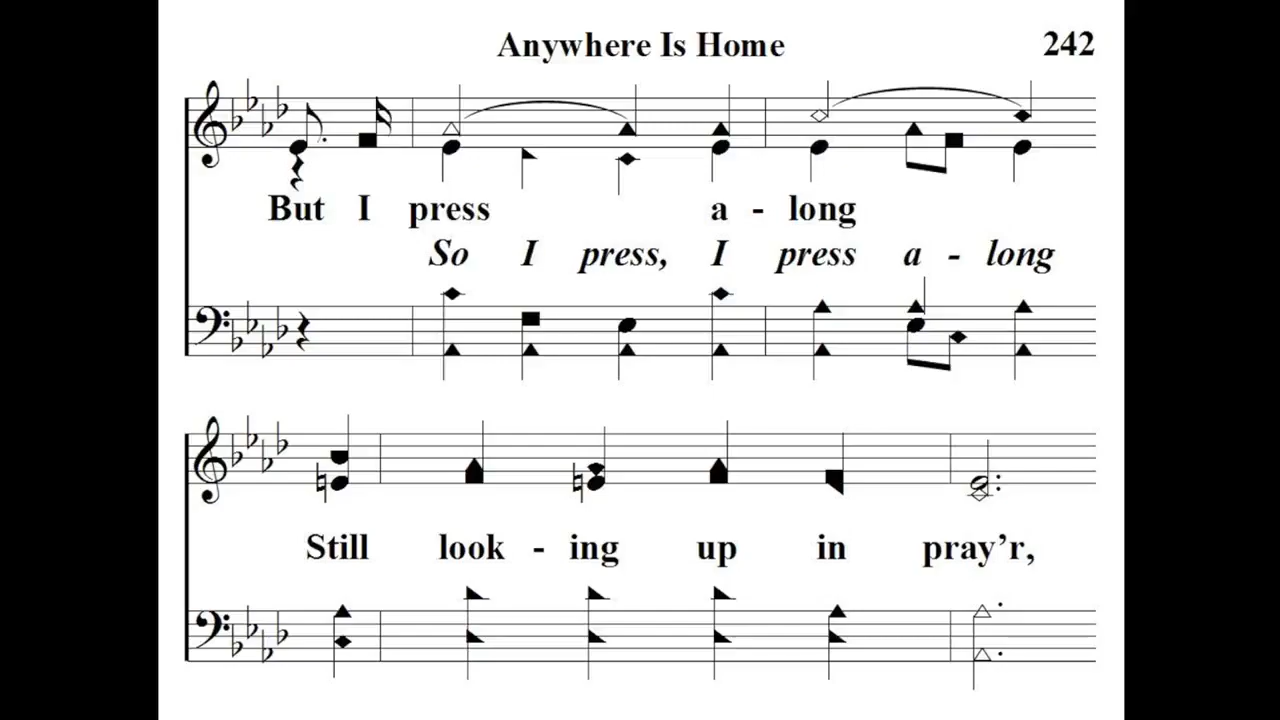 Anywhere Is Home 242
But I press a - long
So I press, I press a - long
Still look - ing up in pray’r,